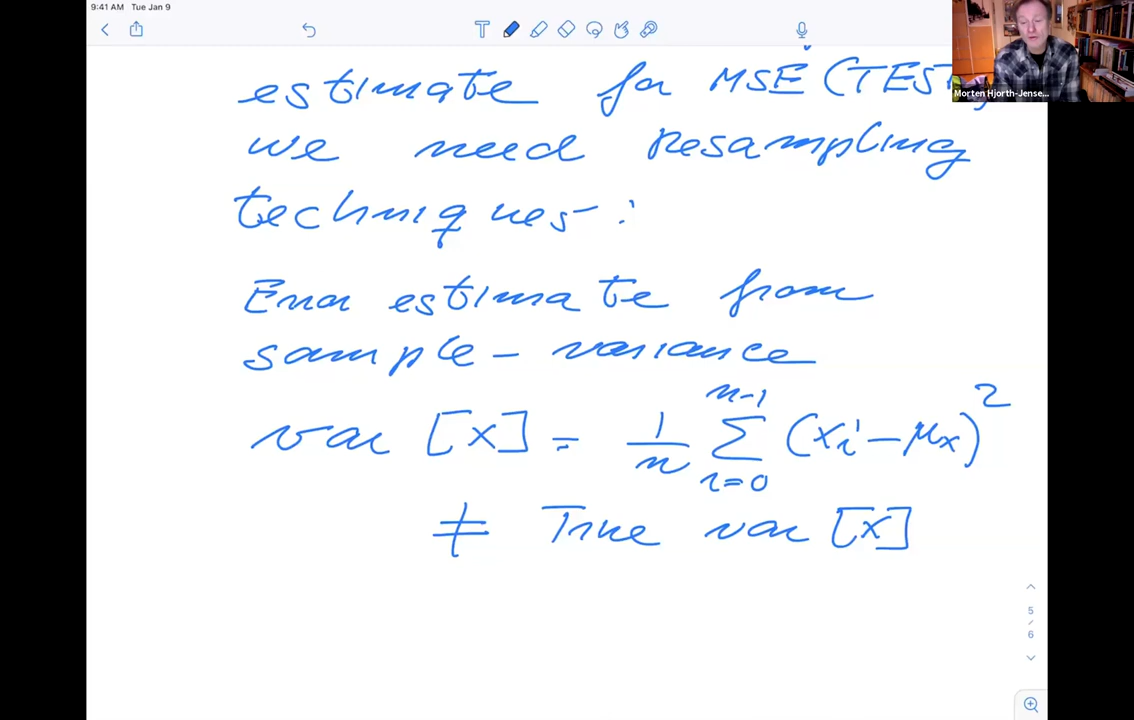 9:41 AM Tue Jan 9
Morten Hjorth-Jense...
estimate for MSE (TEST)
we need Resampling
techniques:
Error estimate from
sample-variance
var [x] = 1/n ∑_{i=0}^{n-1} (x_i - μ_x)^2
≠ True var [x]
5
/
6